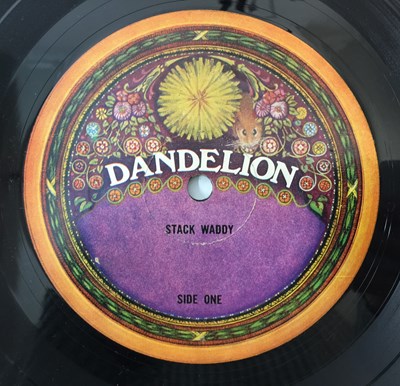 DANDELION
STACK WADDY
SIDE ONE